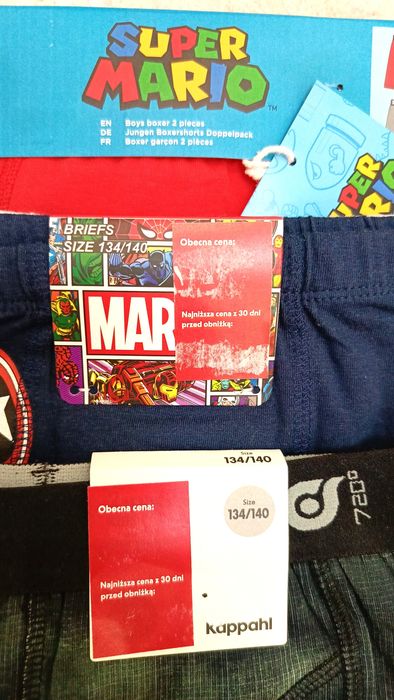 SUPER
MARIO
TM
EN Boys boxer 2 pieces
DE Jungen Boxershorts Doppelpack
FR Boxer garçon 2 pièces
SUPER
BRIEFS
SIZE 134/140
MAR
Obecna cena:
Najniższa cena z 30 dni
przed obniżką:
Size
134/140
Size
134/140
Obecna cena:
Najniższa cena z 30 dni
przed obniżką:
KappAhl
720°